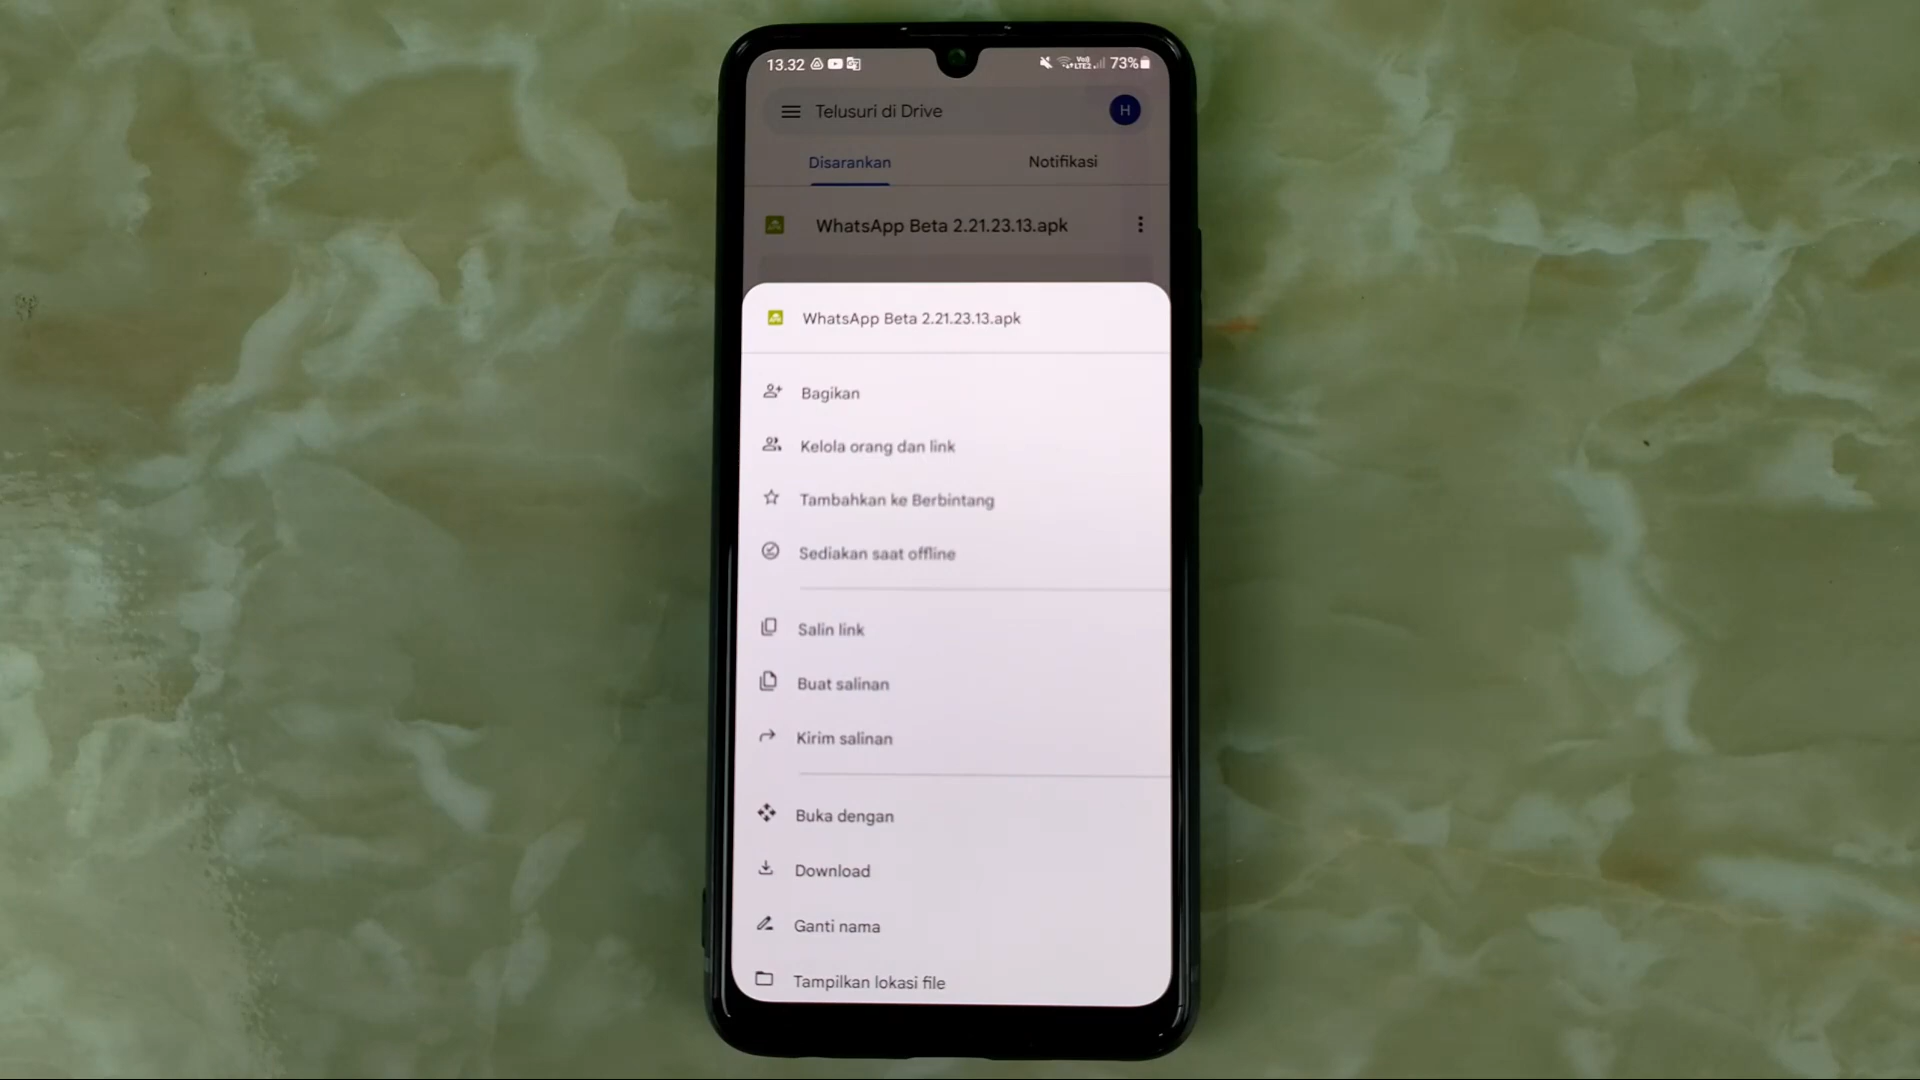 13.32 Vo) LTE2 73%
Telusuri di Drive H
Disarankan Notifikasi
WhatsApp Beta 2.21.23.13.apk
WhatsApp Beta 2.21.23.13.apk
Bagikan
Kelola orang dan link
Tambahkan ke Berbintang
Sediakan saat offline
Salin link
Buat salinan
Kirim salinan
Buka dengan
Download
Ganti nama
Tampilkan lokasi file